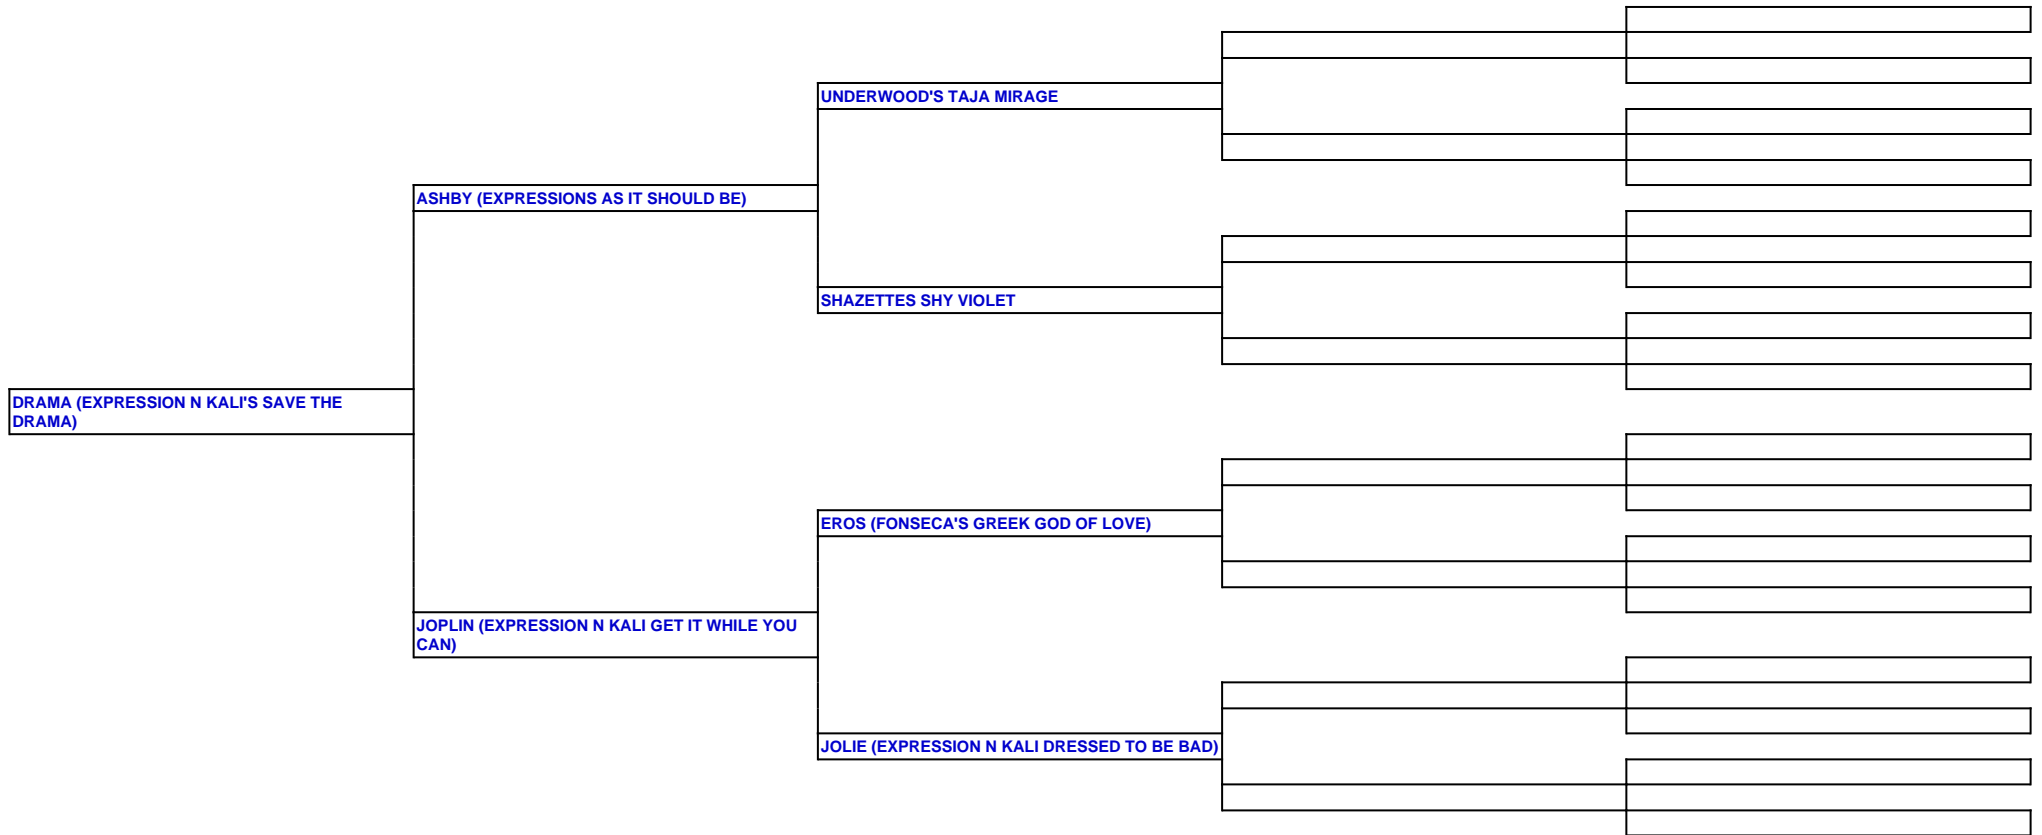 UNDERWOOD'S TAJA MIRAGE
ASHBY (EXPRESSIONS AS IT SHOULD BE)
SHAZETTES SHY VIOLET
DRAMA (EXPRESSION N KALI'S SAVE THE
DRAMA)
EROS (FONSECA'S GREEK GOD OF LOVE)
JOPLIN (EXPRESSION N KALI GET IT WHILE YOU
CAN)
JOLIE (EXPRESSION N KALI DRESSED TO BE BAD)